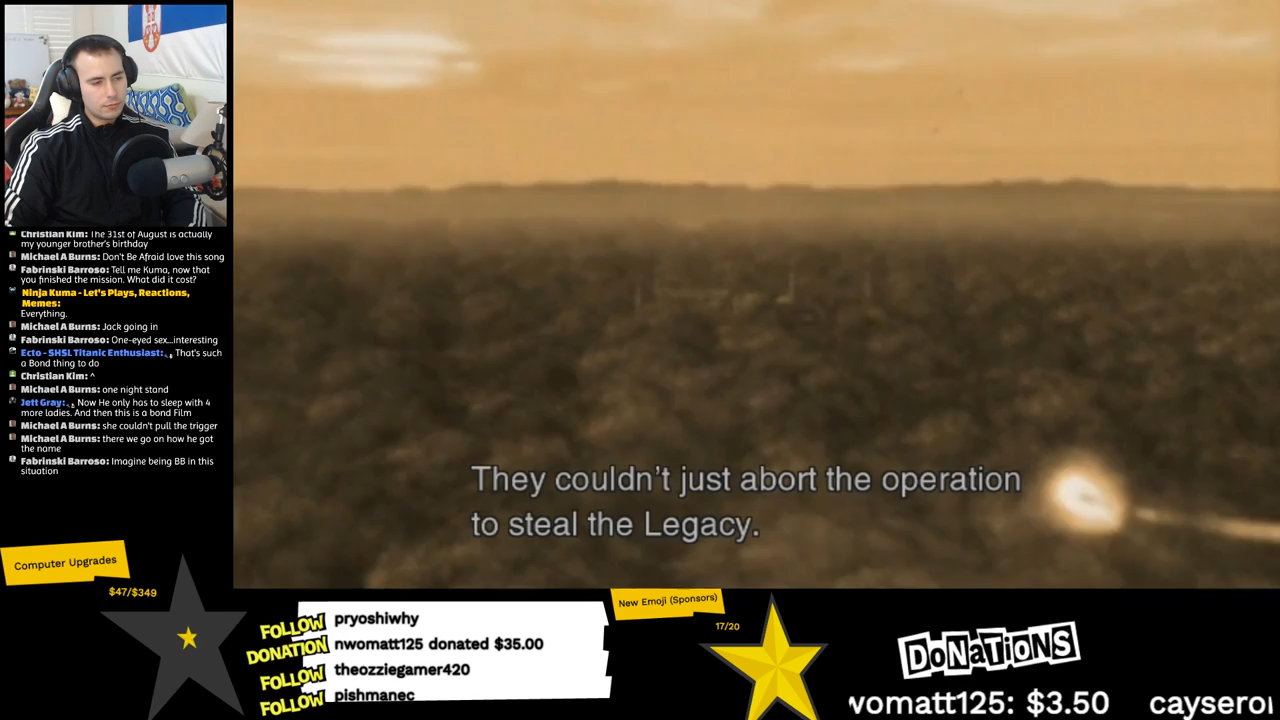 Christian Kim: The 31st of August is actually
my younger brother's birthday
Michael A Burns: Don't Be Afraid love this song
Fabrinski Barroso: Tell me Kuma, now that
you finished the mission. What did it cost?
Ninja Kuma - Let's Plays, Reactions,
Memes:
Everything.
Michael A Burns: Jack going in
Fabrinski Barroso: One-eyed sex...interesting
Ecto - SHSL Titanic Enthusiast: That's such
a Bond thing to do
Christian Kim: ^
Michael A Burns: one night stand
Jett Gray: Now He only has to sleep with 4
more ladies. And then this is a bond Film
Michael A Burns: she couldn't pull the trigger
Michael A Burns: there we go on how he got
the name
Fabrinski Barroso: Imagine being BB in this
situation
They couldn't just abort the operation
to steal the Legacy.
Computer Upgrades
$47/$349
FOLLOW pryoshiwhy
DONATION nwomatt125 donated $35.00
FOLLOW theozziegamer420
FOLLOW pishmanec
New Emoji (Sponsors)
17/20
DoNaTioNS
womatt125: $3.50 cayserou